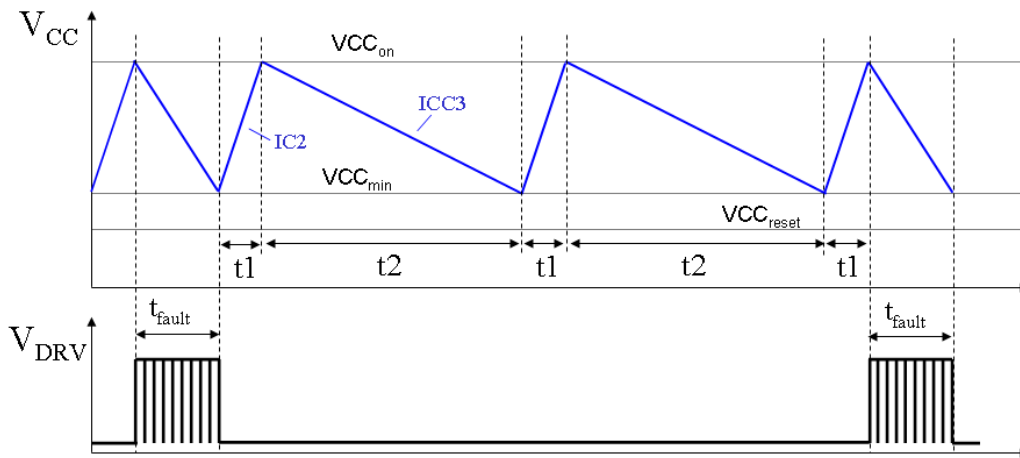 VCC
VCCon
ICC3
IC2
VCCmin
VCCreset
t1
t2
t1
t2
t1
tfault
tfault
VDRV